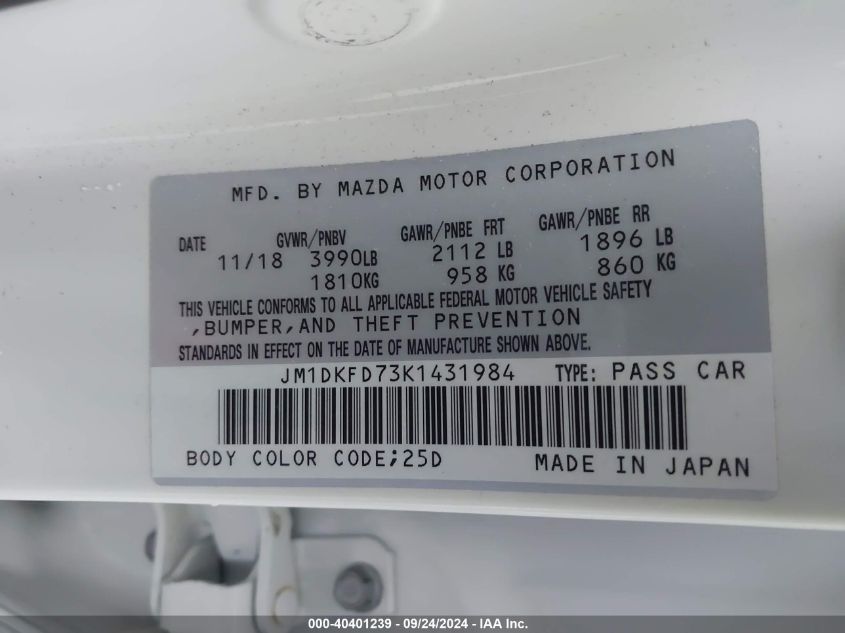 MFD. BY MAZDA MOTOR CORPORATION
DATE GVWR/PNBV GAWR/PNBE FRT GAWR/PNBE RR
11/18 3990LB 2112 LB 1896 LB
1810KG 958 KG 860 KG
THIS VEHICLE CONFORMS TO ALL APPLICABLE FEDERAL MOTOR VEHICLE SAFETY
,BUMPER,AND THEFT PREVENTION
STANDARDS IN EFFECT ON THE DATE OF MANUFACTURE SHOWN ABOVE.
JM1DKFD73K1431984 TYPE: PASS CAR
BODY COLOR CODE;25D MADE IN JAPAN
000-40401239 - 09/24/2024 - IAA Inc.